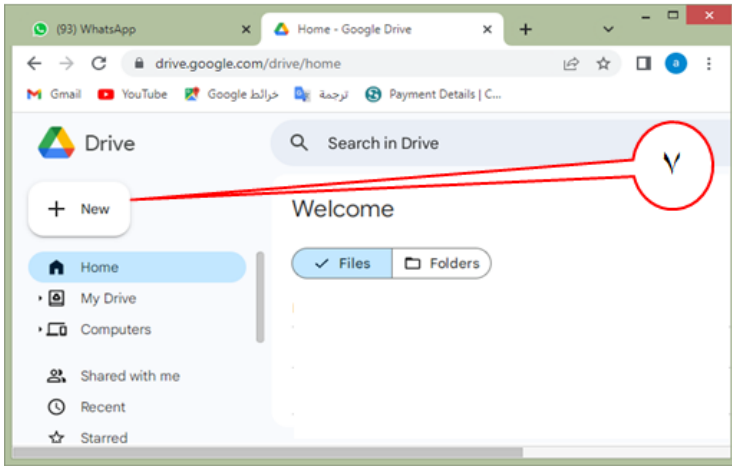 (93) WhatsApp
Home - Google Drive
drive.google.com/drive/home
a
Gmail
YouTube
خرائط Google
ترجمة
Payment Details | C...
Drive
Search in Drive
٧
New
Welcome
Files
Folders
Home
My Drive
Computers
Shared with me
Recent
Starred